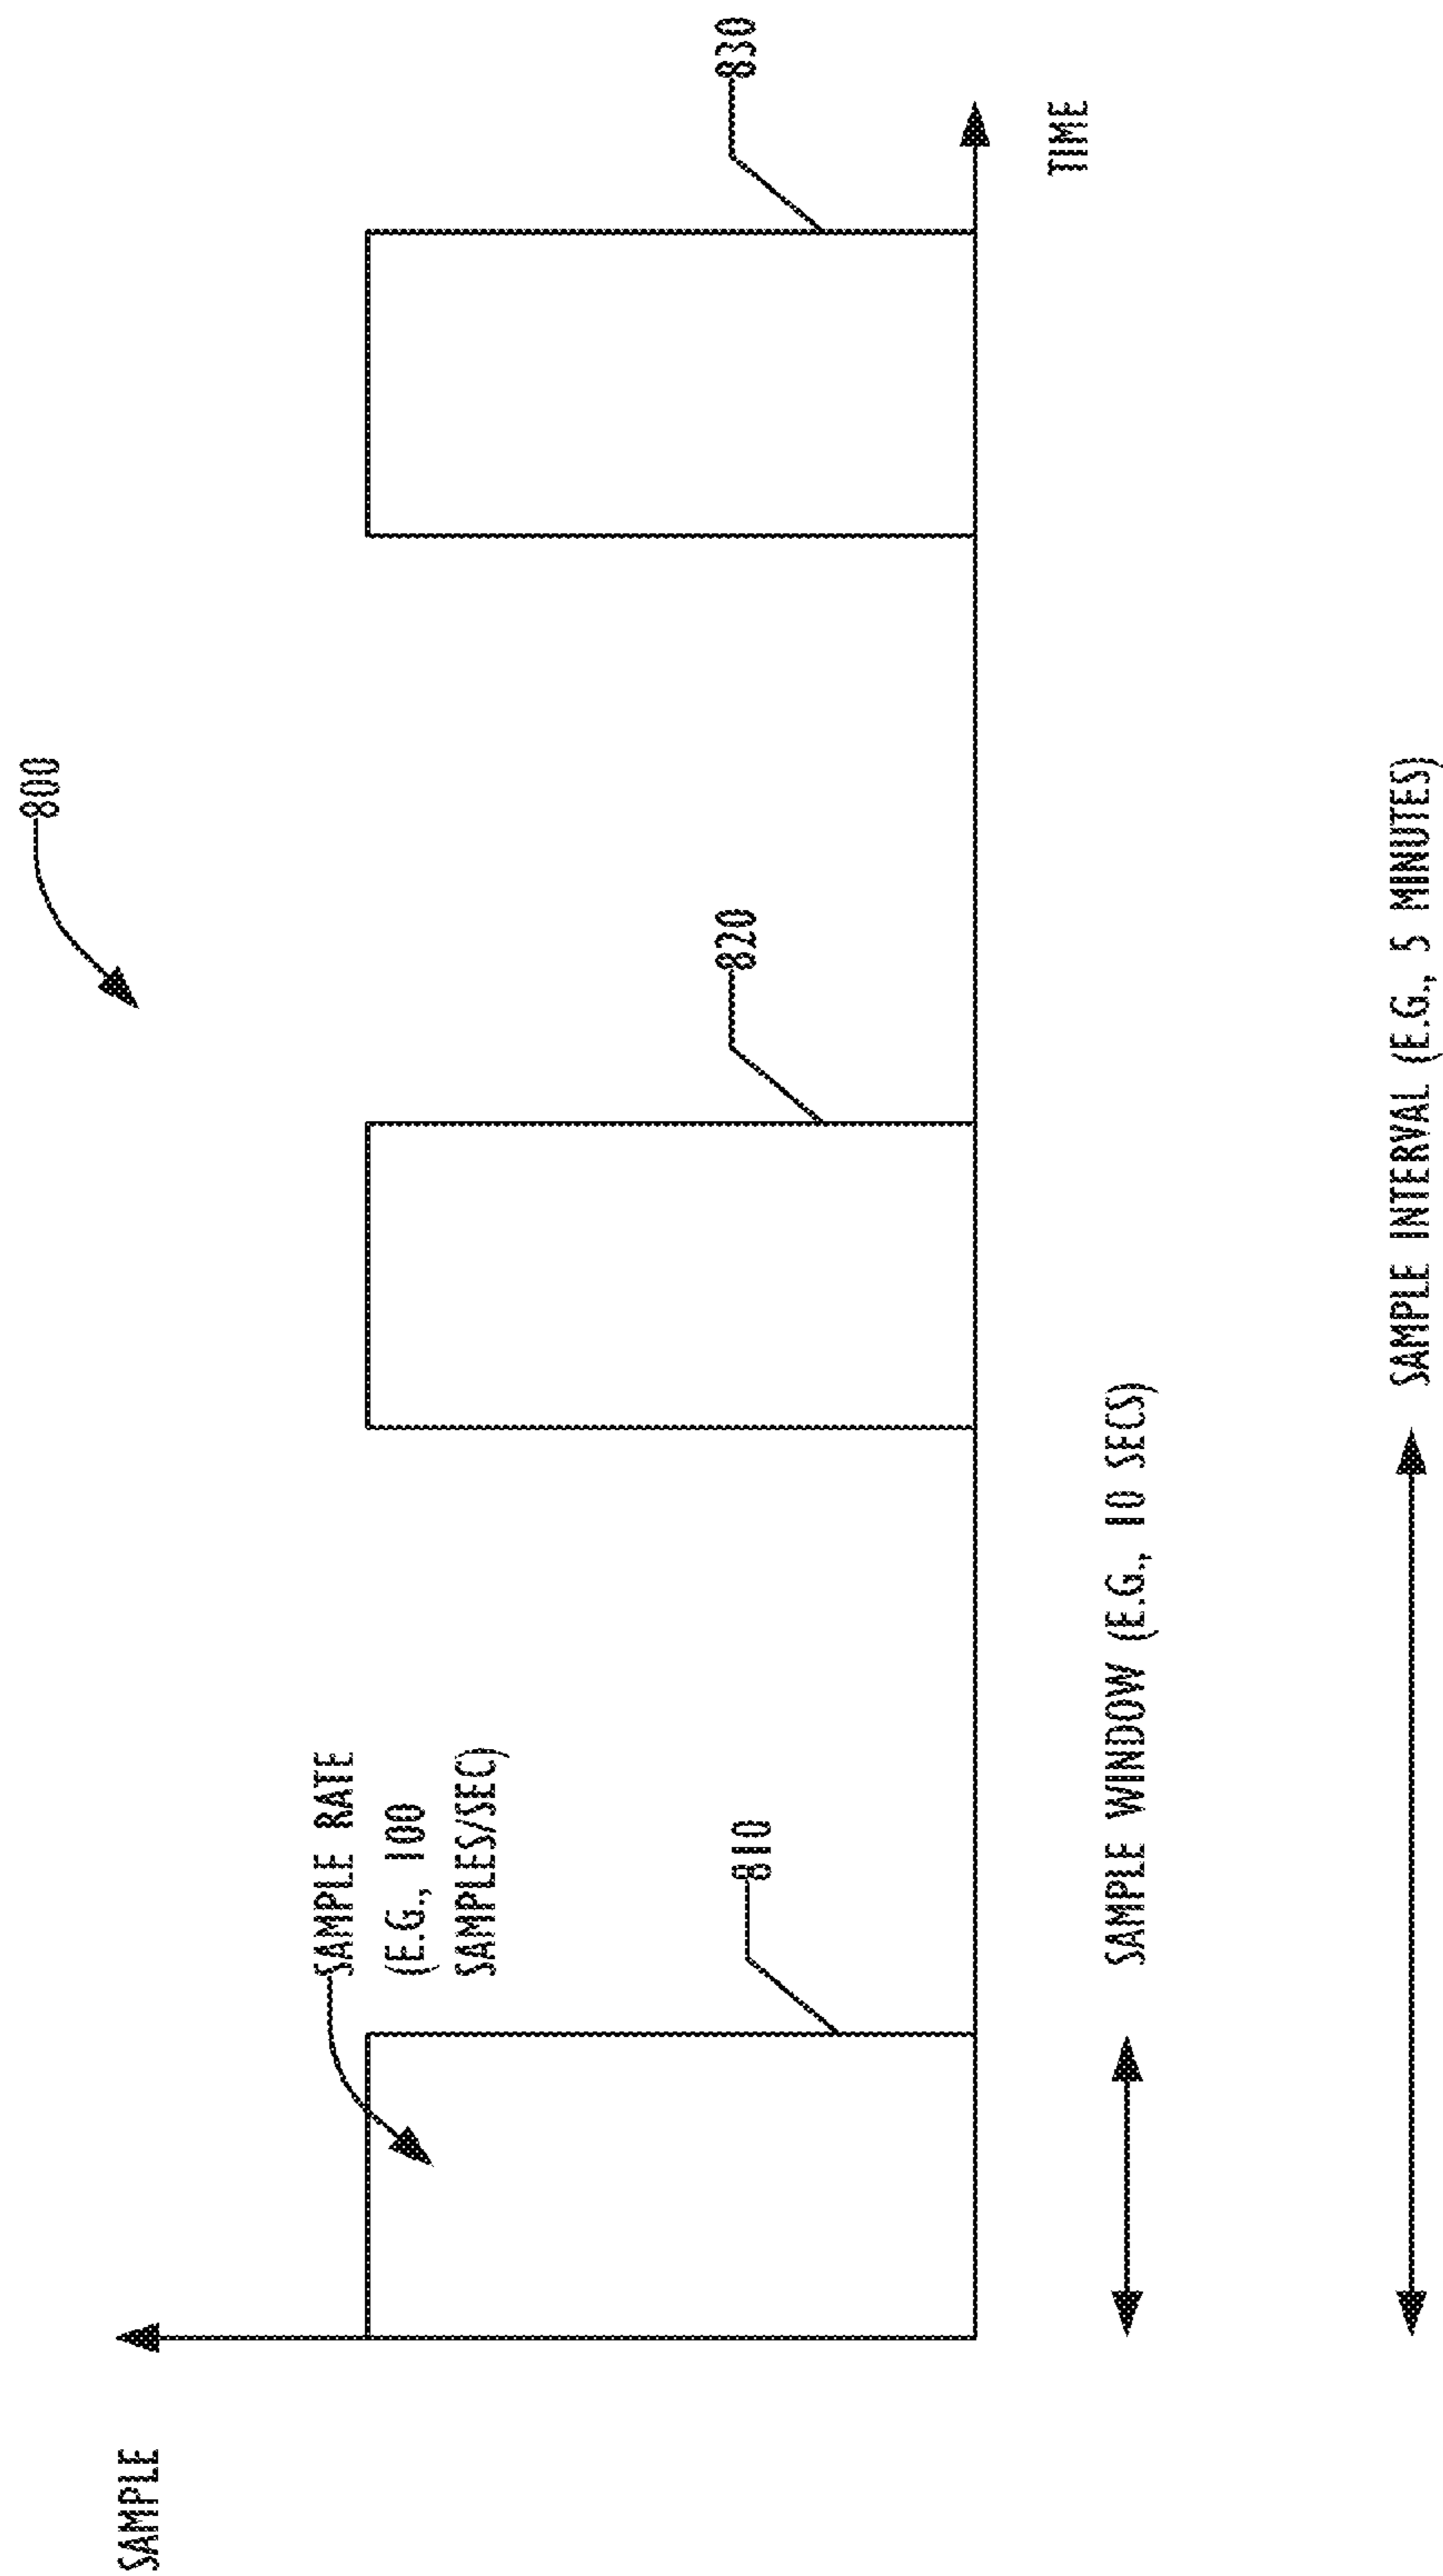 800
SAMPLE
SAMPLE RATE
(E.G., 100
SAMPLES/SEC)
810
820
830
TIME
SAMPLE WINDOW (E.G., 10 SECS)
SAMPLE INTERVAL (E.G., 5 MINUTES)